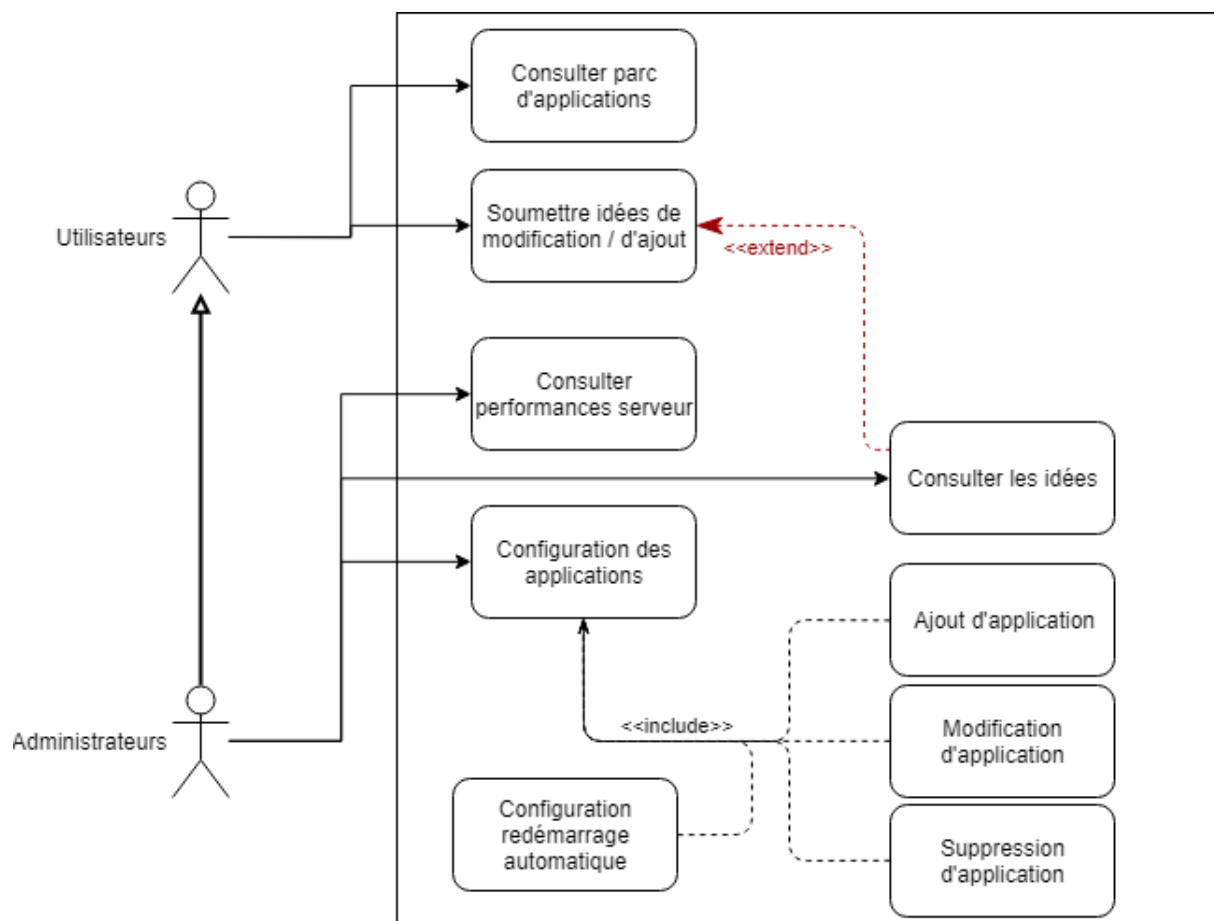 Consulter parc
d'applications
Soumettre idées de
modification / d'ajout
<<extend>>
Utilisateurs
Consulter
performances serveur
Consulter les idées
Configuration des
applications
Ajout d'application
<<include>>
Modification
d'application
Administrateurs
Configuration
redémarrage
automatique
Suppression
d'application